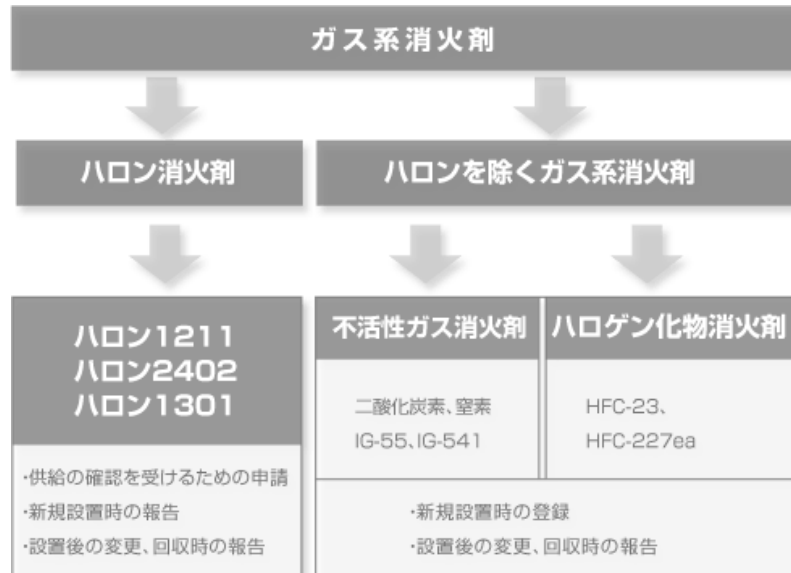 ガス系消火剤
ハロン消火剤
ハロンを除くガス系消火剤
ハロン1211
ハロン2402
ハロン1301
・供給の確認を受けるための申請
・新規設置時の報告
・設置後の変更、回収時の報告
不活性ガス消火剤
二酸化炭素、窒素
IG-55、IG-541
ハロゲン化物消火剤
HFC-23、
HFC-227ea
・新規設置時の登録
・設置後の変更、回収時の報告